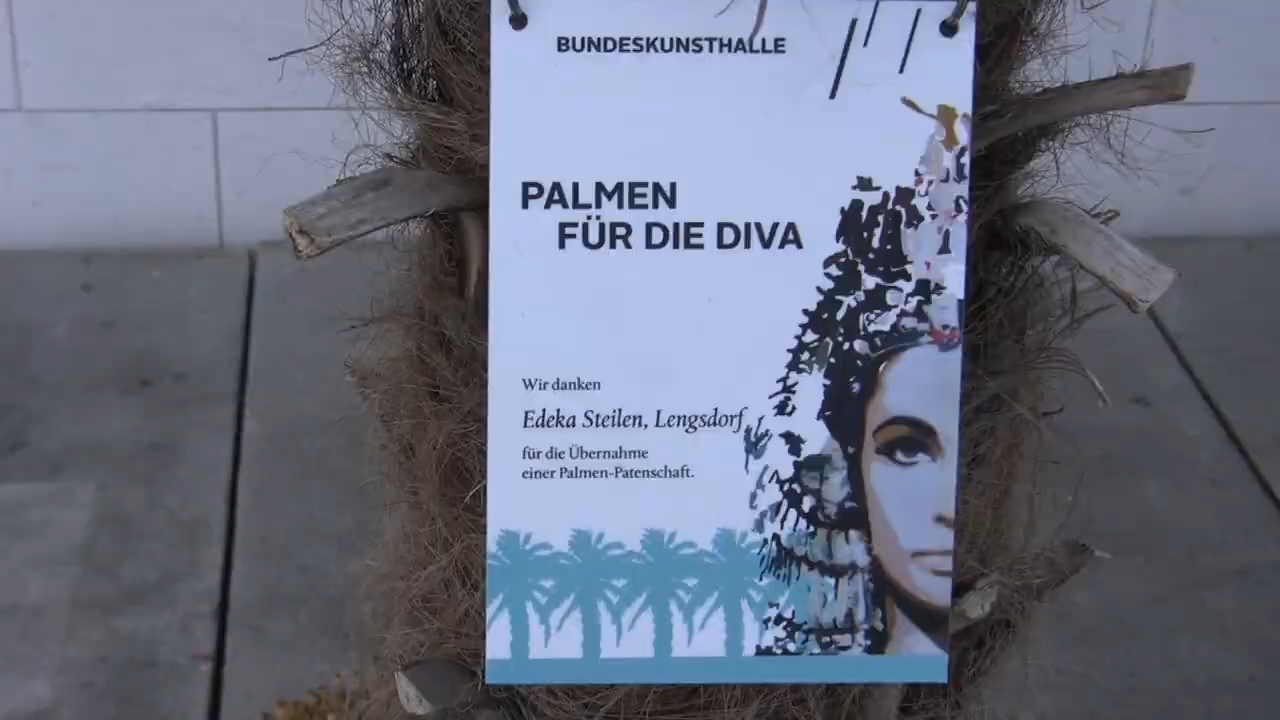 BUNDESKUNSTHALLE
PALMEN
FÜR DIE DIVA
Wir danken
Edeka Steilen, Lengsdorf,
für die Übernahme
einer Palmen-Patenschaft.